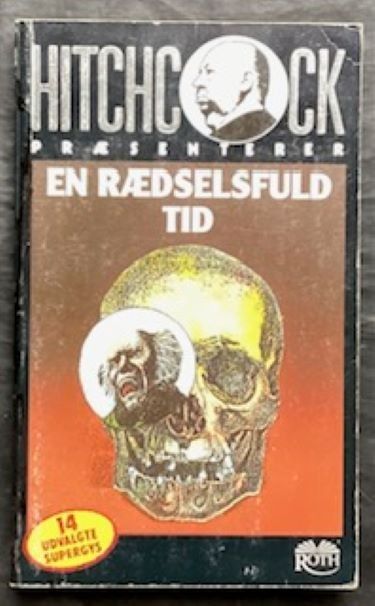 HITCHCOCK
PRÆSENTERER
EN RÆDSELSFULD
TID
14
UDVALGTE
SUPERGYS
ROTH